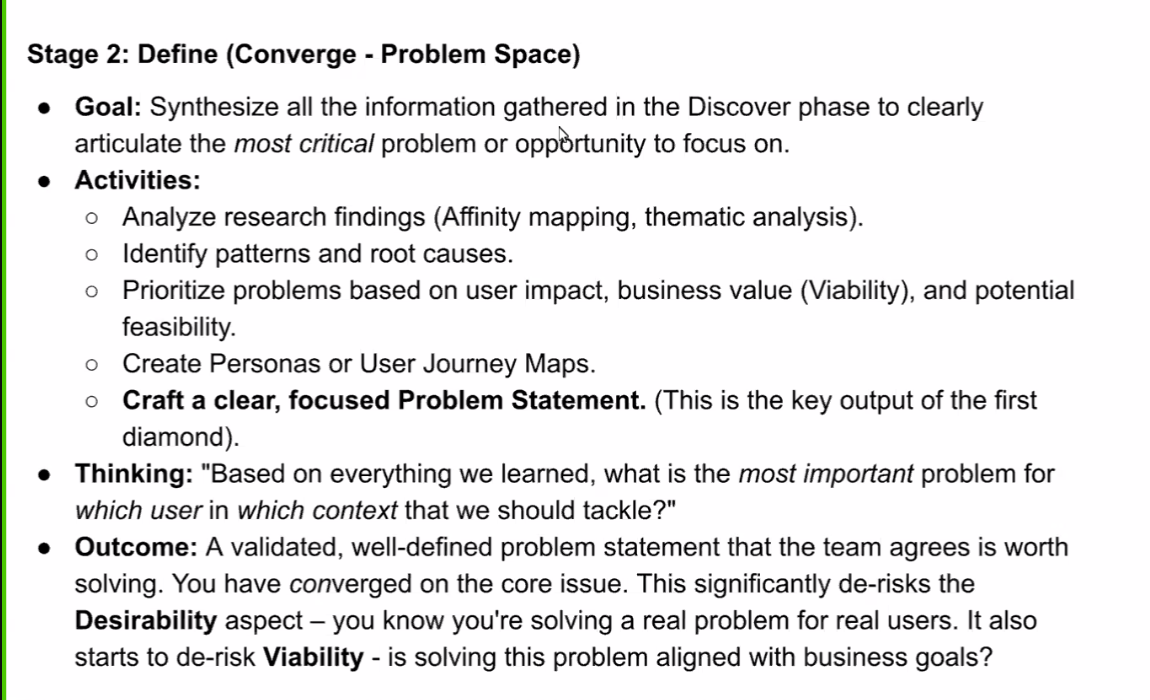 Stage 2: Define (Converge - Problem Space)
● Goal: Synthesize all the information gathered in the Discover phase to clearly
articulate the most critical problem or opportunity to focus on.
● Activities:
○ Analyze research findings (Affinity mapping, thematic analysis).
○ Identify patterns and root causes.
○ Prioritize problems based on user impact, business value (Viability), and potential
feasibility.
○ Create Personas or User Journey Maps.
○ Craft a clear, focused Problem Statement. (This is the key output of the first
diamond).
● Thinking: "Based on everything we learned, what is the most important problem for
which user in which context that we should tackle?"
● Outcome: A validated, well-defined problem statement that the team agrees is worth
solving. You have converged on the core issue. This significantly de-risks the
Desirability aspect – you know you're solving a real problem for real users. It also
starts to de-risk Viability - is solving this problem aligned with business goals?